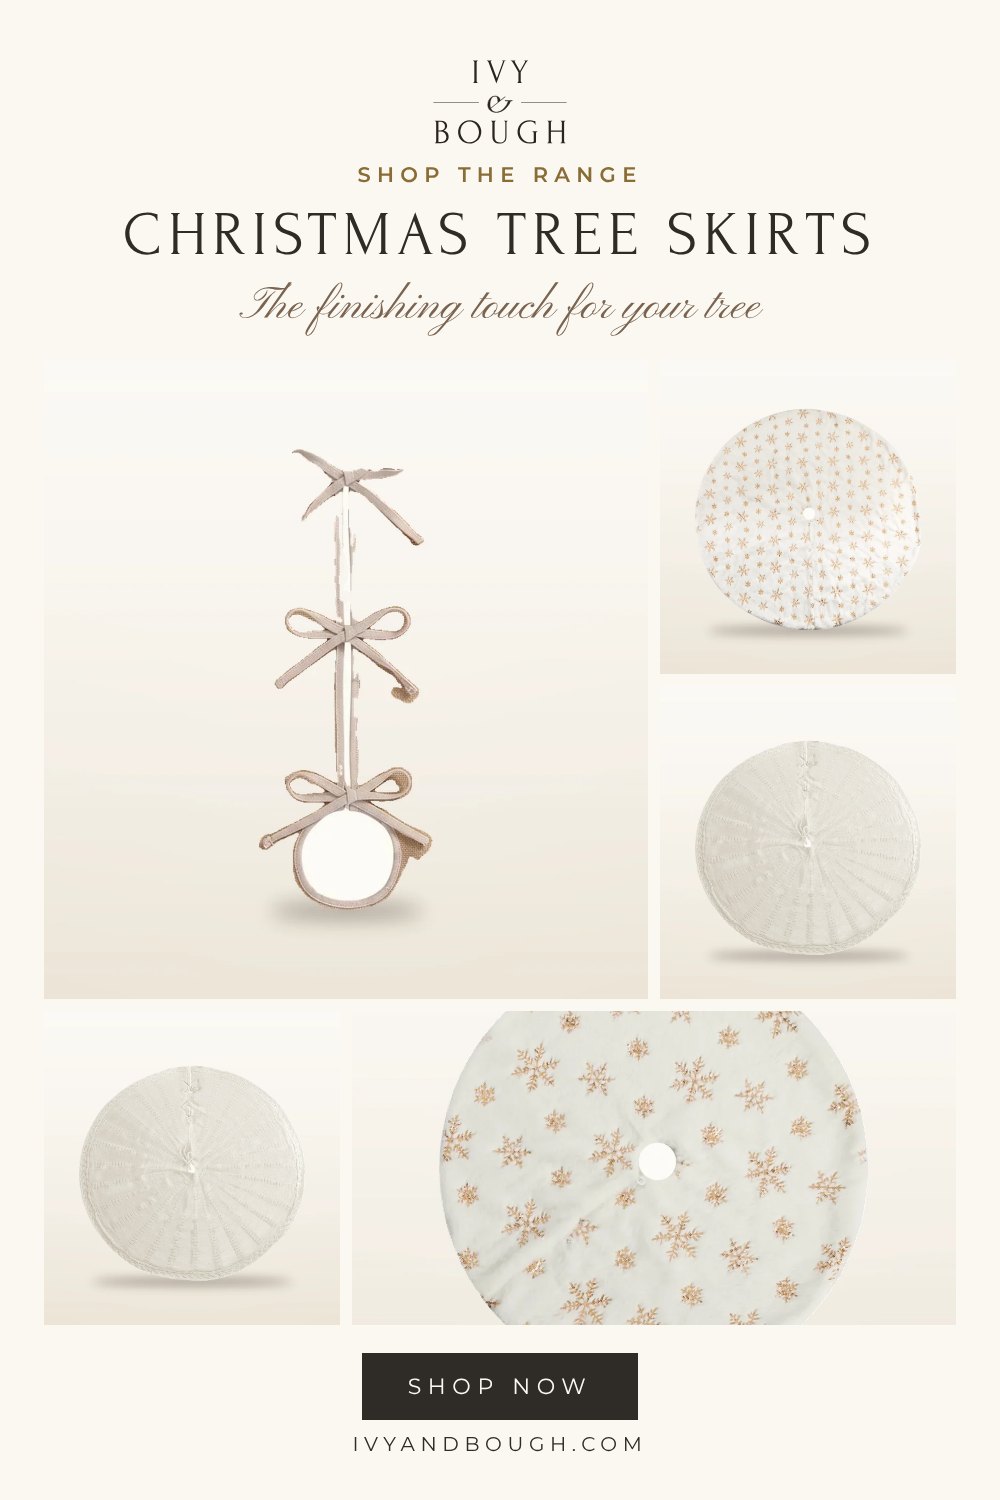 IVY
&
BOUGH
SHOP THE RANGE
CHRISTMAS TREE SKIRTS
The finishing touch for your tree
SHOP NOW
IVYANDBOUGH.COM